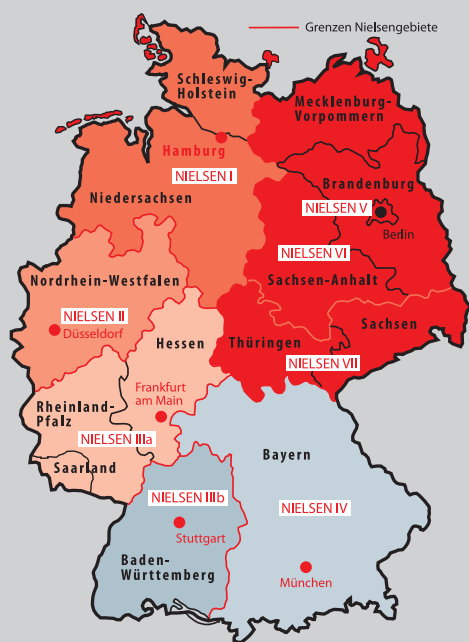 Grenzen Nielsengebiete
Schleswig-
Holstein
Mecklenburg-
Vorpommern
Hamburg
NIELSEN I
Niedersachsen
Brandenburg
NIELSEN V
Berlin
NIELSEN VI
Sachsen-Anhalt
Nordrhein-Westfalen
NIELSEN II
Düsseldorf
Hessen
Thüringen
Sachsen
NIELSEN VII
Frankfurt
am Main
Rheinland-
Pfalz
NIELSEN IIIa
Saarland
Bayern
NIELSEN IIIb
NIELSEN IV
Stuttgart
Baden-
Württemberg
München